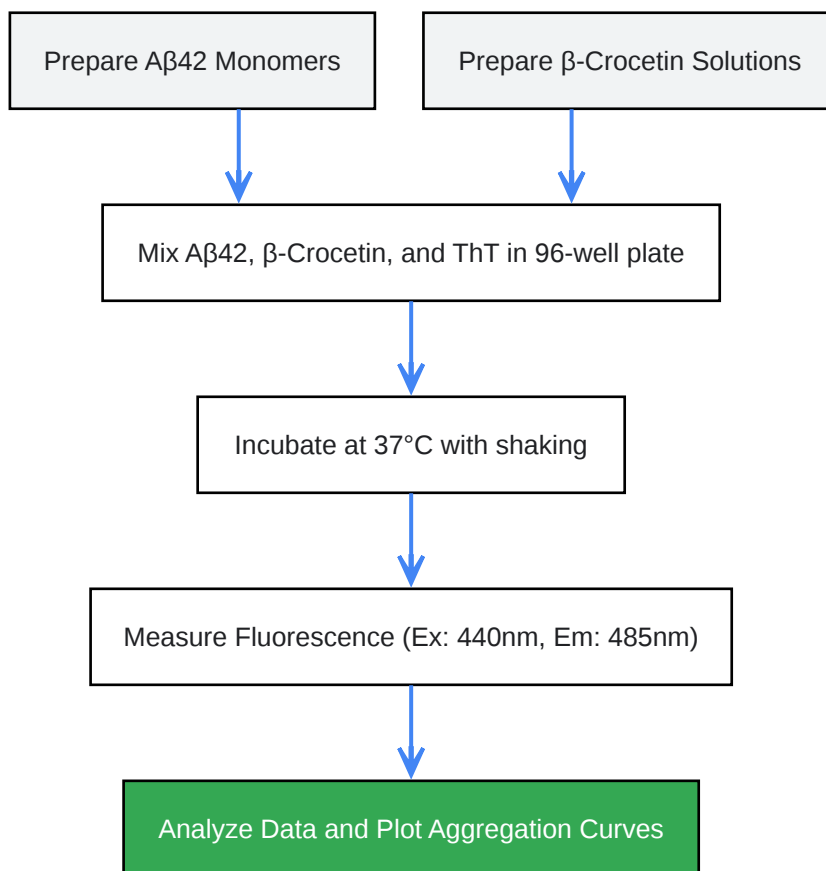 Prepare Aβ42 Monomers
Prepare β-Crocetin Solutions
Mix Aβ42, β-Crocetin, and ThT in 96-well plate
Incubate at 37°C with shaking
Measure Fluorescence (Ex: 440nm, Em: 485nm)
Analyze Data and Plot Aggregation Curves